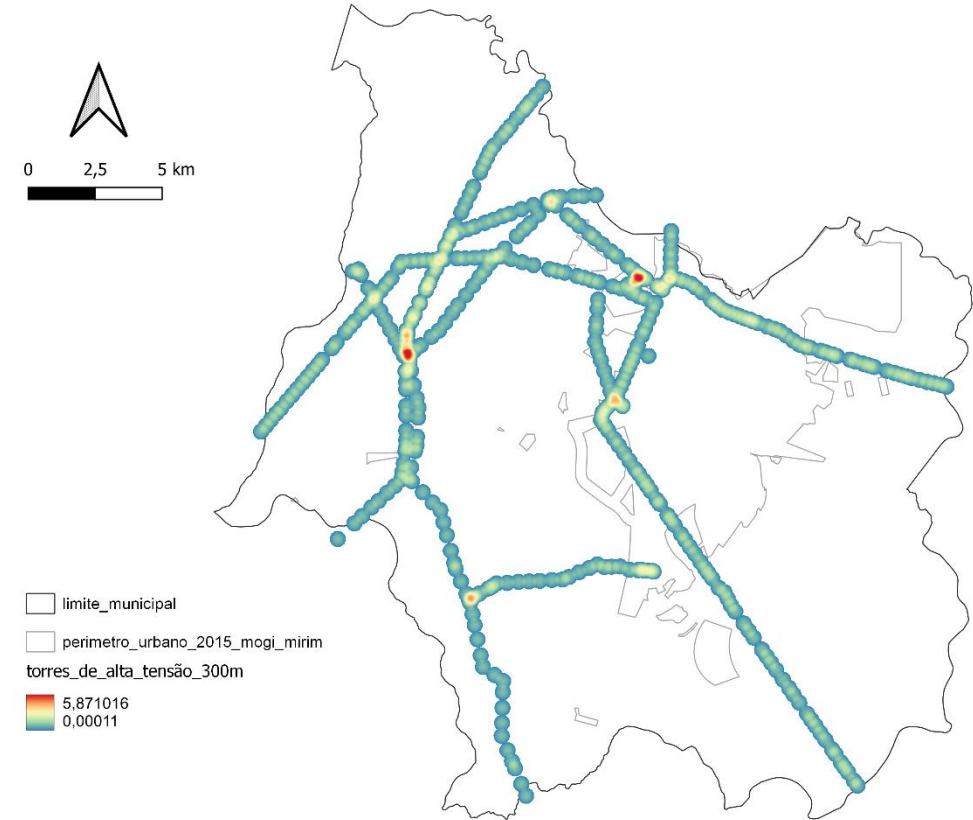 0 2,5 5 km
limite_municipal
perimetro_urbano_2015_mogi_mirim
torres_de_alta_tensão_300m
5,871016
0,00011